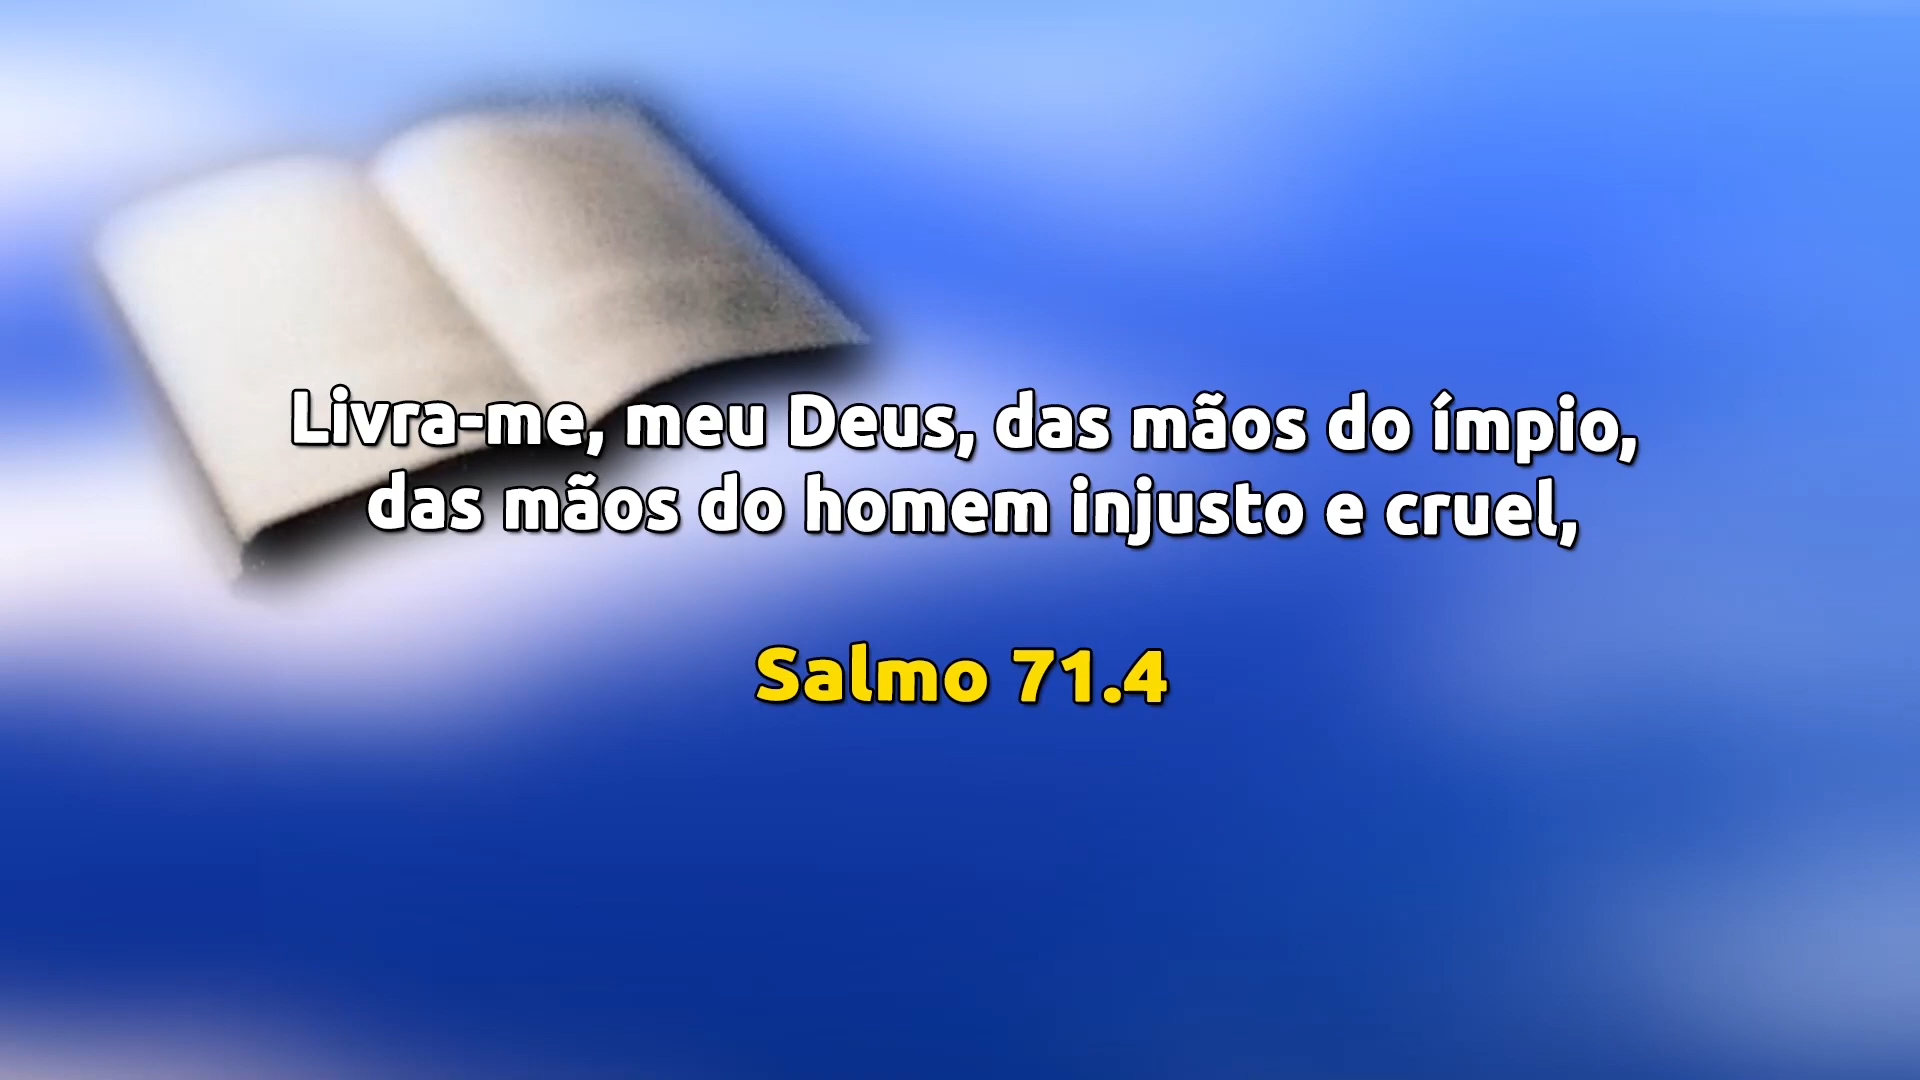 Livra-me, meu Deus, das mãos do ímpio,
das mãos do homem injusto e cruel,
Salmo 71.4